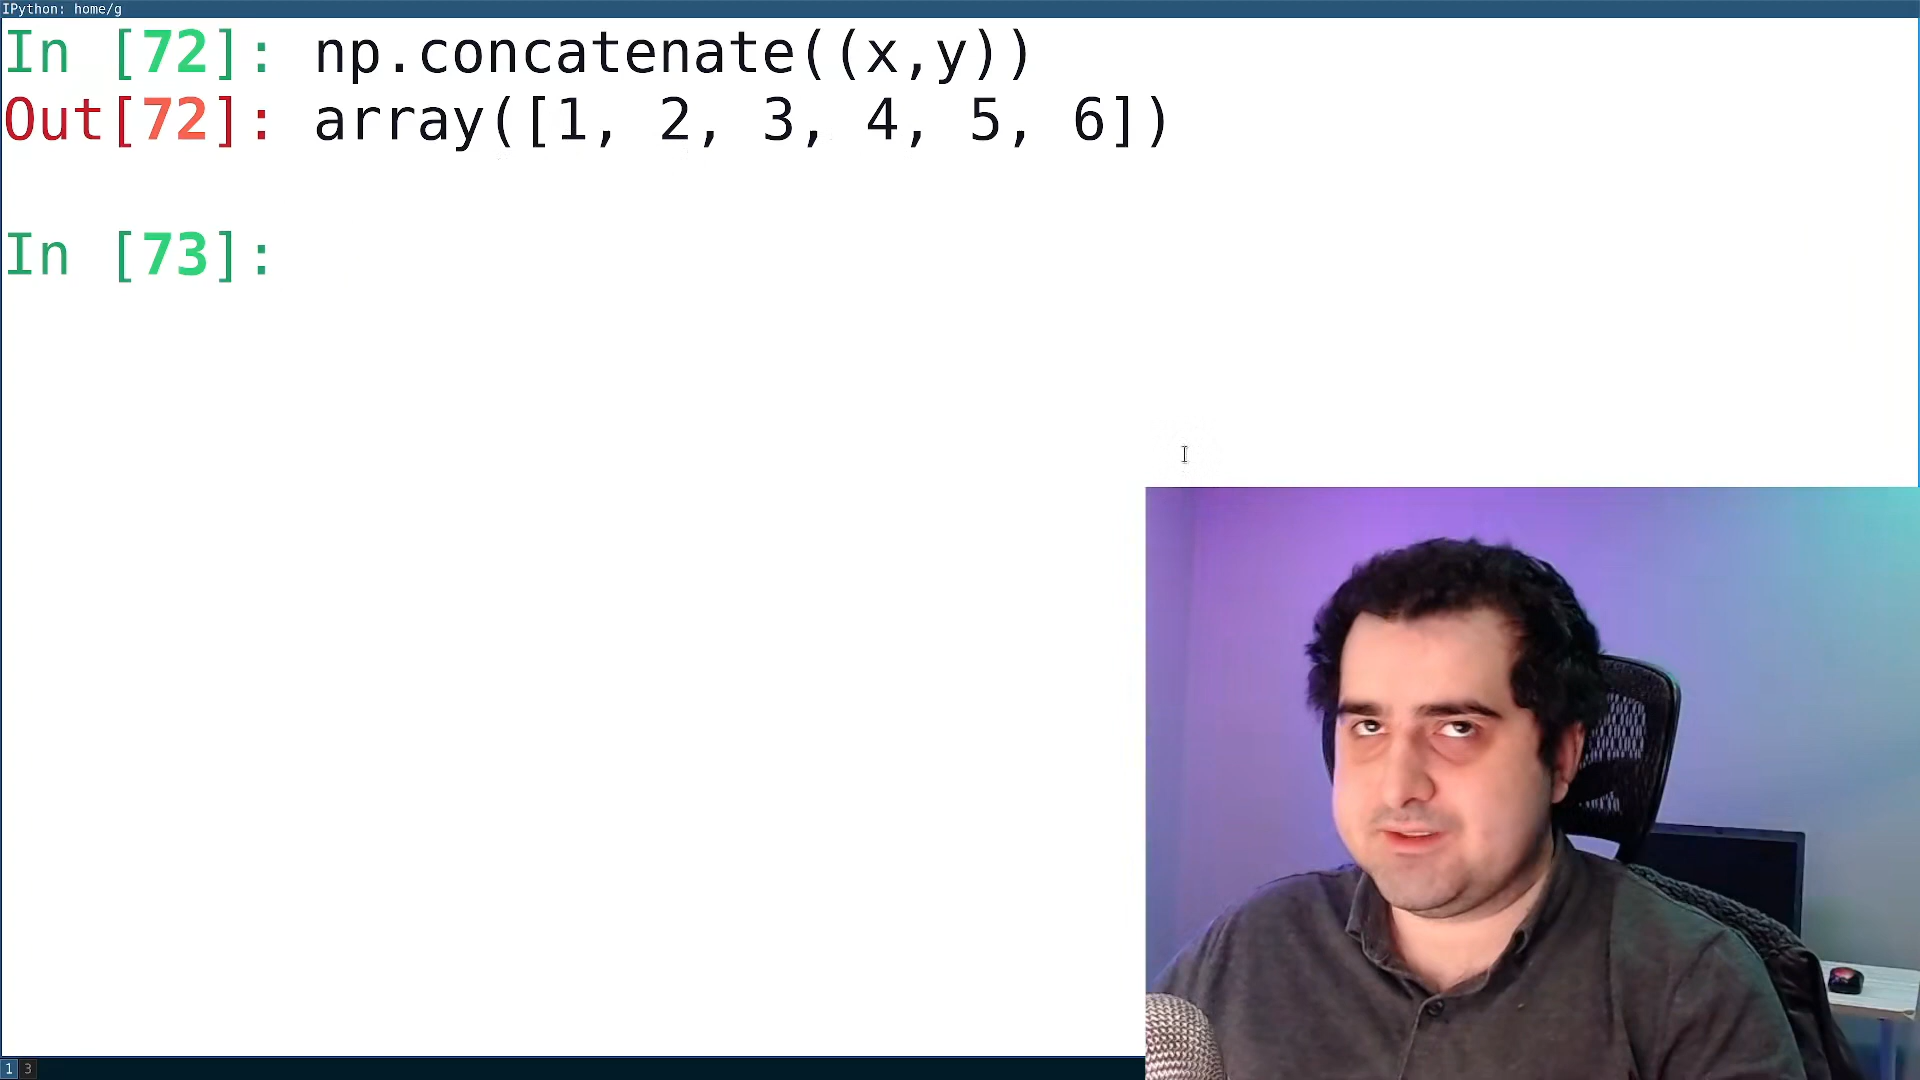 IPython: home/g
In [72]: np.concatenate((x,y))
Out[72]: array([1, 2, 3, 4, 5, 6])
In [73]:
1 3